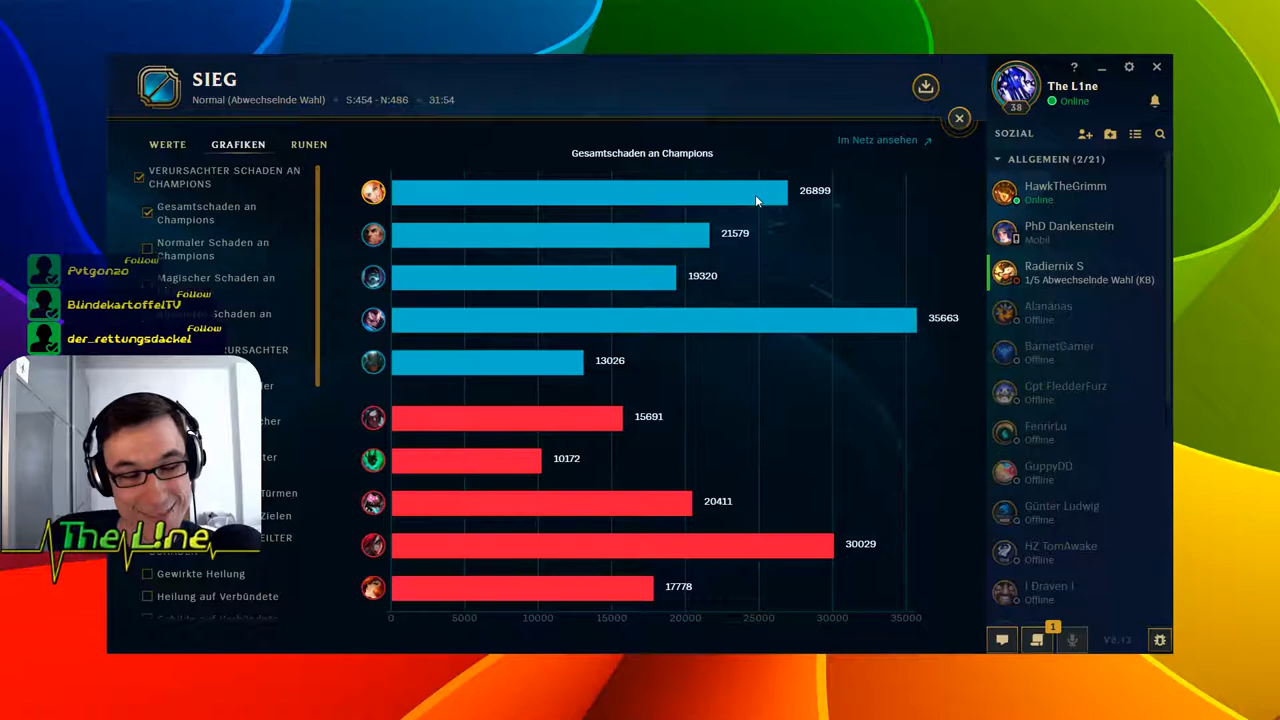 SIEG
Normal (Abwechselnde Wahl)
S:454 - N:486
31:54
WERTE
GRAFIKEN
RUNEN
VERURSACHTER SCHADEN AN
CHAMPIONS
Gesamtschaden an
Champions
Normaler Schaden an
Champions
Magischer Schaden an
Schaden an
RURSACHTER
Türmen
Zielen
Gewirkte Heilung
Heilung auf Verbündete
Im Netz ansehen
Gesamtschaden an Champions
26899
21579
19320
35663
13026
15691
10172
20411
30029
17778
0
5000
10000
15000
20000
25000
30000
35000
Follow
Pvtgonzo
Follow
BlindekartoffelTV
Follow
der_rettungsdackel
The L!ne
?
38
The L1ne
Online
SOZIAL
ALLGEMEIN (2/21)
HawkTheGrimm
Online
PhD Dankenstein
Mobil
Radiernix S
1/5 Abwechselnde Wahl (KB)
Alananas
Offline
BarnetGamer
Offline
Cpt FledderFurz
Offline
FenrirLu
Offline
GuppyDD
Offline
Günter Ludwig
Offline
HZ TomAwake
Offline
I Draven I
Offline
1
V8.13